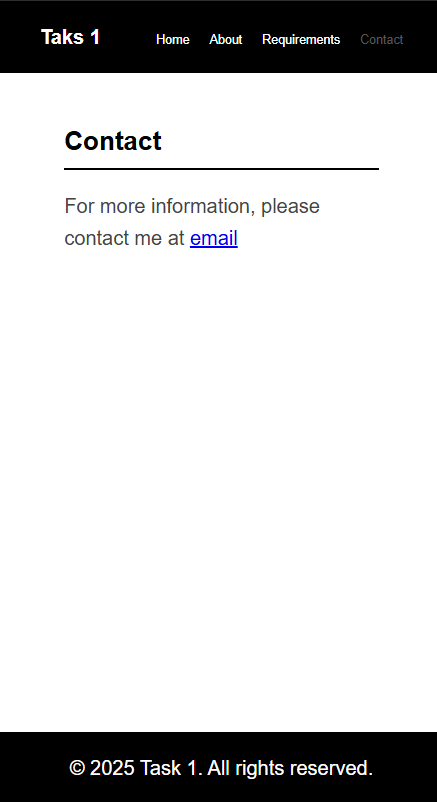 Taks 1
Home About Requirements Contact
Contact
For more information, please
contact me at email
© 2025 Task 1. All rights reserved.